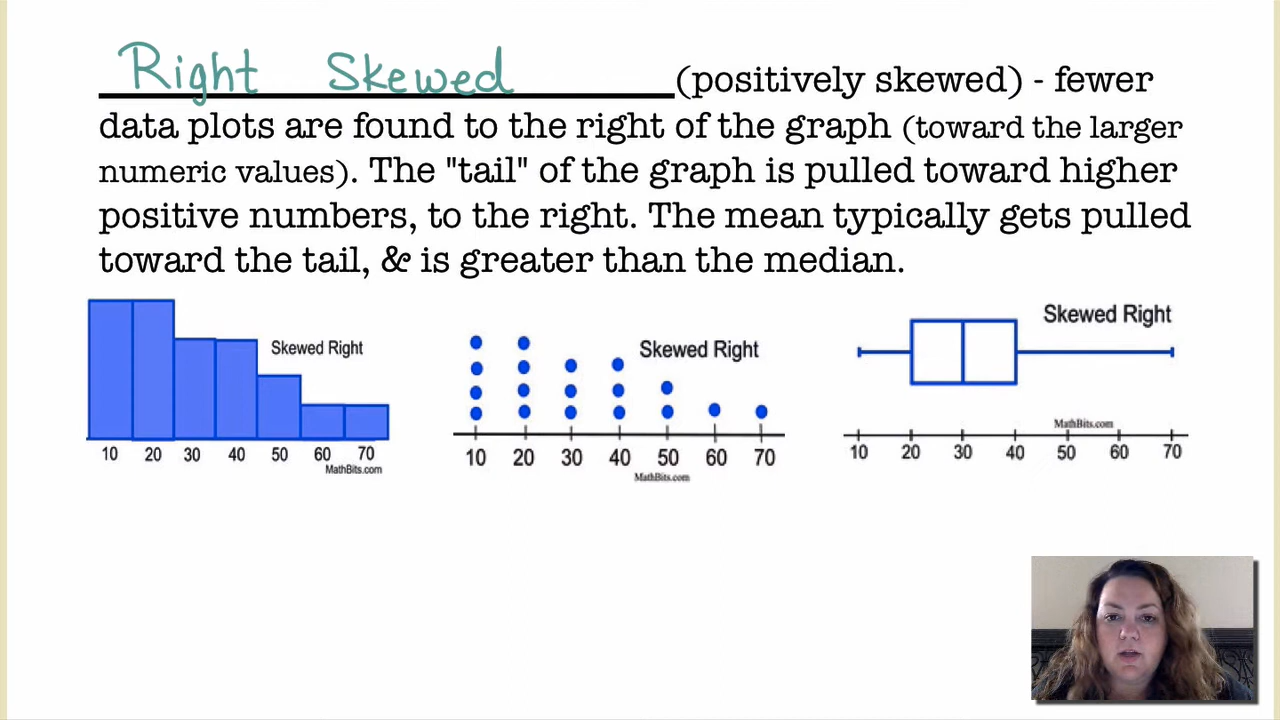 Right Skewed (positively skewed) - fewer
data plots are found to the right of the graph (toward the larger
numeric values). The "tail" of the graph is pulled toward higher
positive numbers, to the right. The mean typically gets pulled
toward the tail, & is greater than the median.
Skewed Right
10 20 30 40 50 60 70
MathBits.com
Skewed Right
10 20 30 40 50 60 70
MathBits.com
Skewed Right
MathBits.com
10 20 30 40 50 60 70